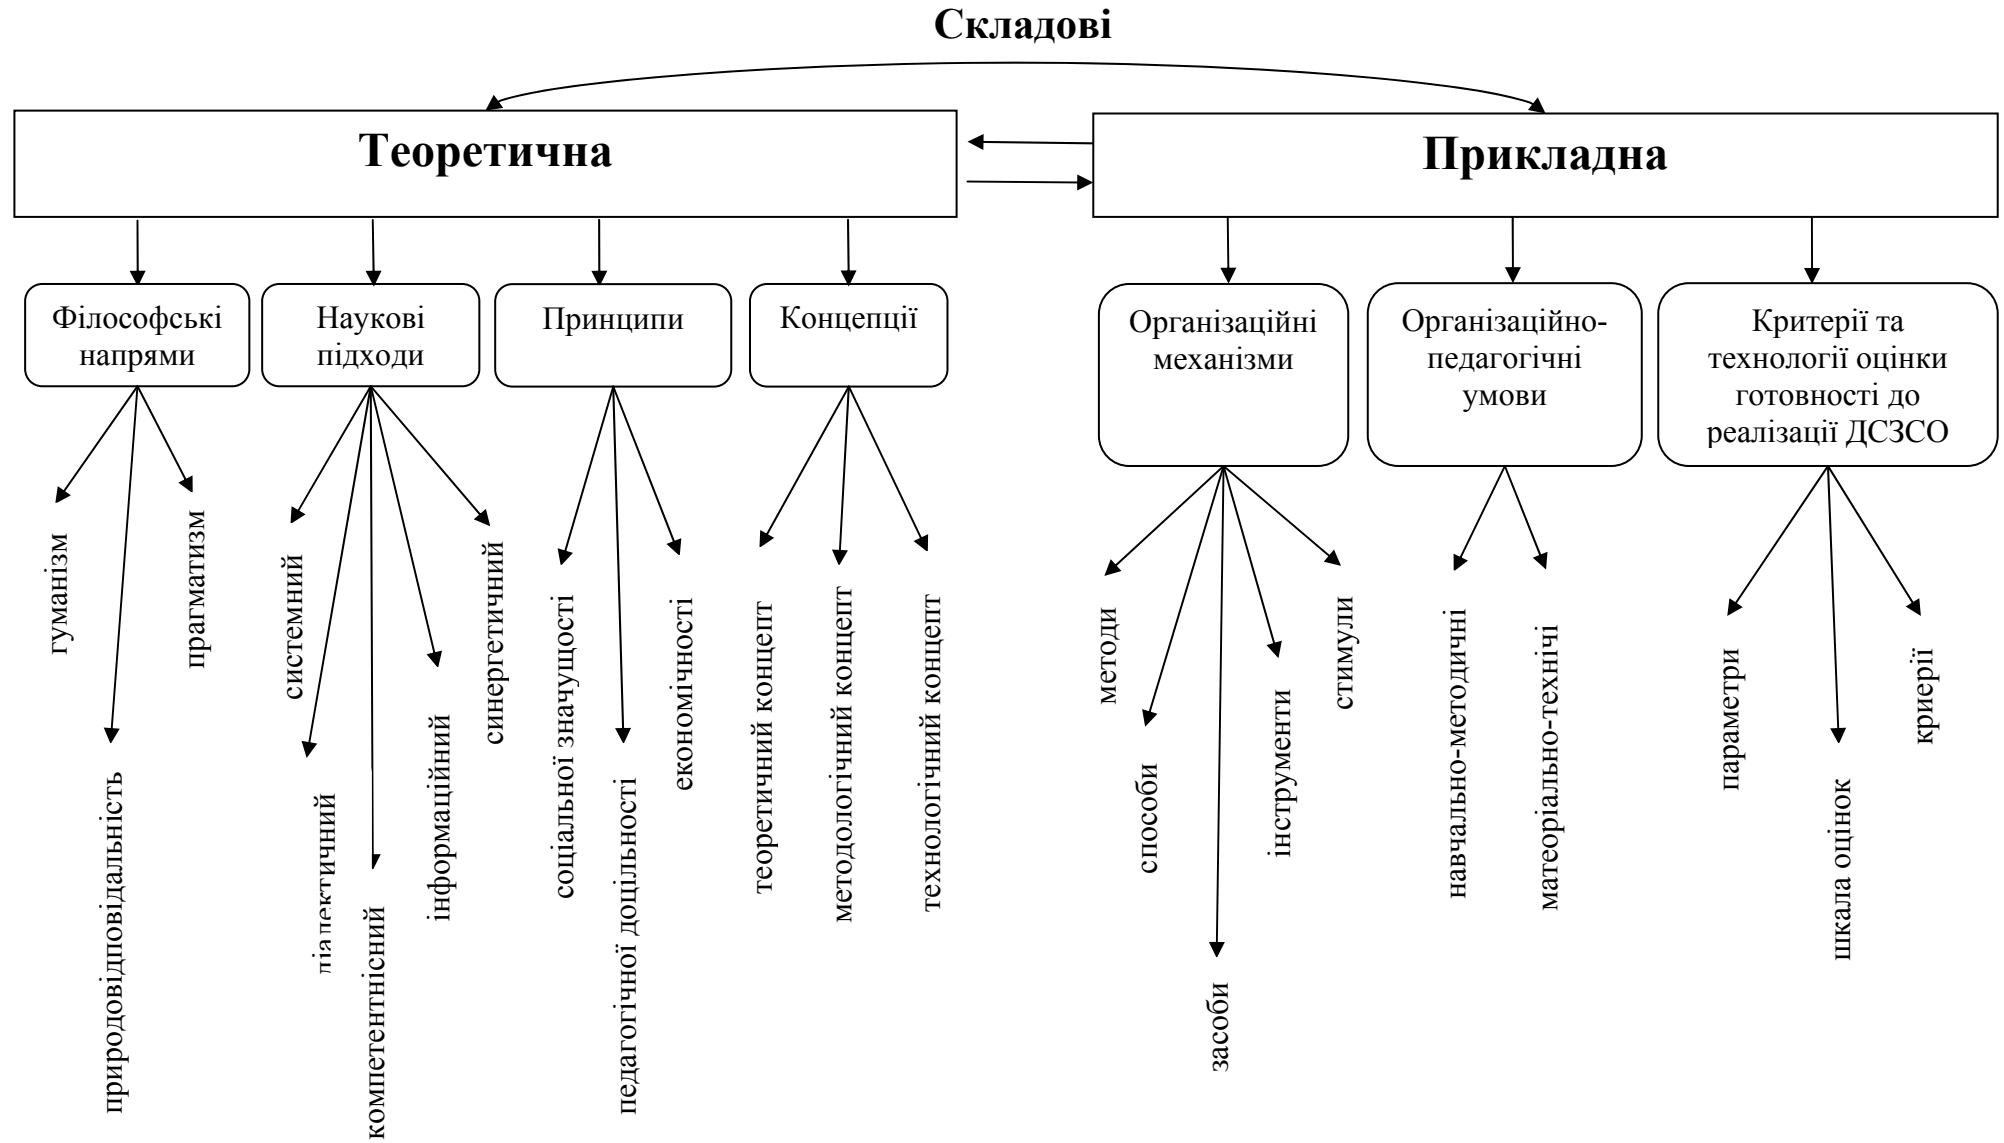 Складові
Теоретична
Прикладна
Філософські
напрями
Наукові
підходи
Принципи
Концепції
Організаційні
механізми
Організаційно-
педагогічні
умови
Критерії та
технології оцінки
готовності до
реалізації ДСЗСО
гуманізм
природовідповідальність
прагматизм
системний
діалектичний
компетентнісний
інформаційний
синергетичний
соціальної значущості
педагогічної доцільності
економічності
теоретичний концепт
методологічний концепт
технологічний концепт
методи
способи
засоби
інструменти
стимули
навчально-методичні
матеоріально-технічі
параметри
шкала оцінок
криерії